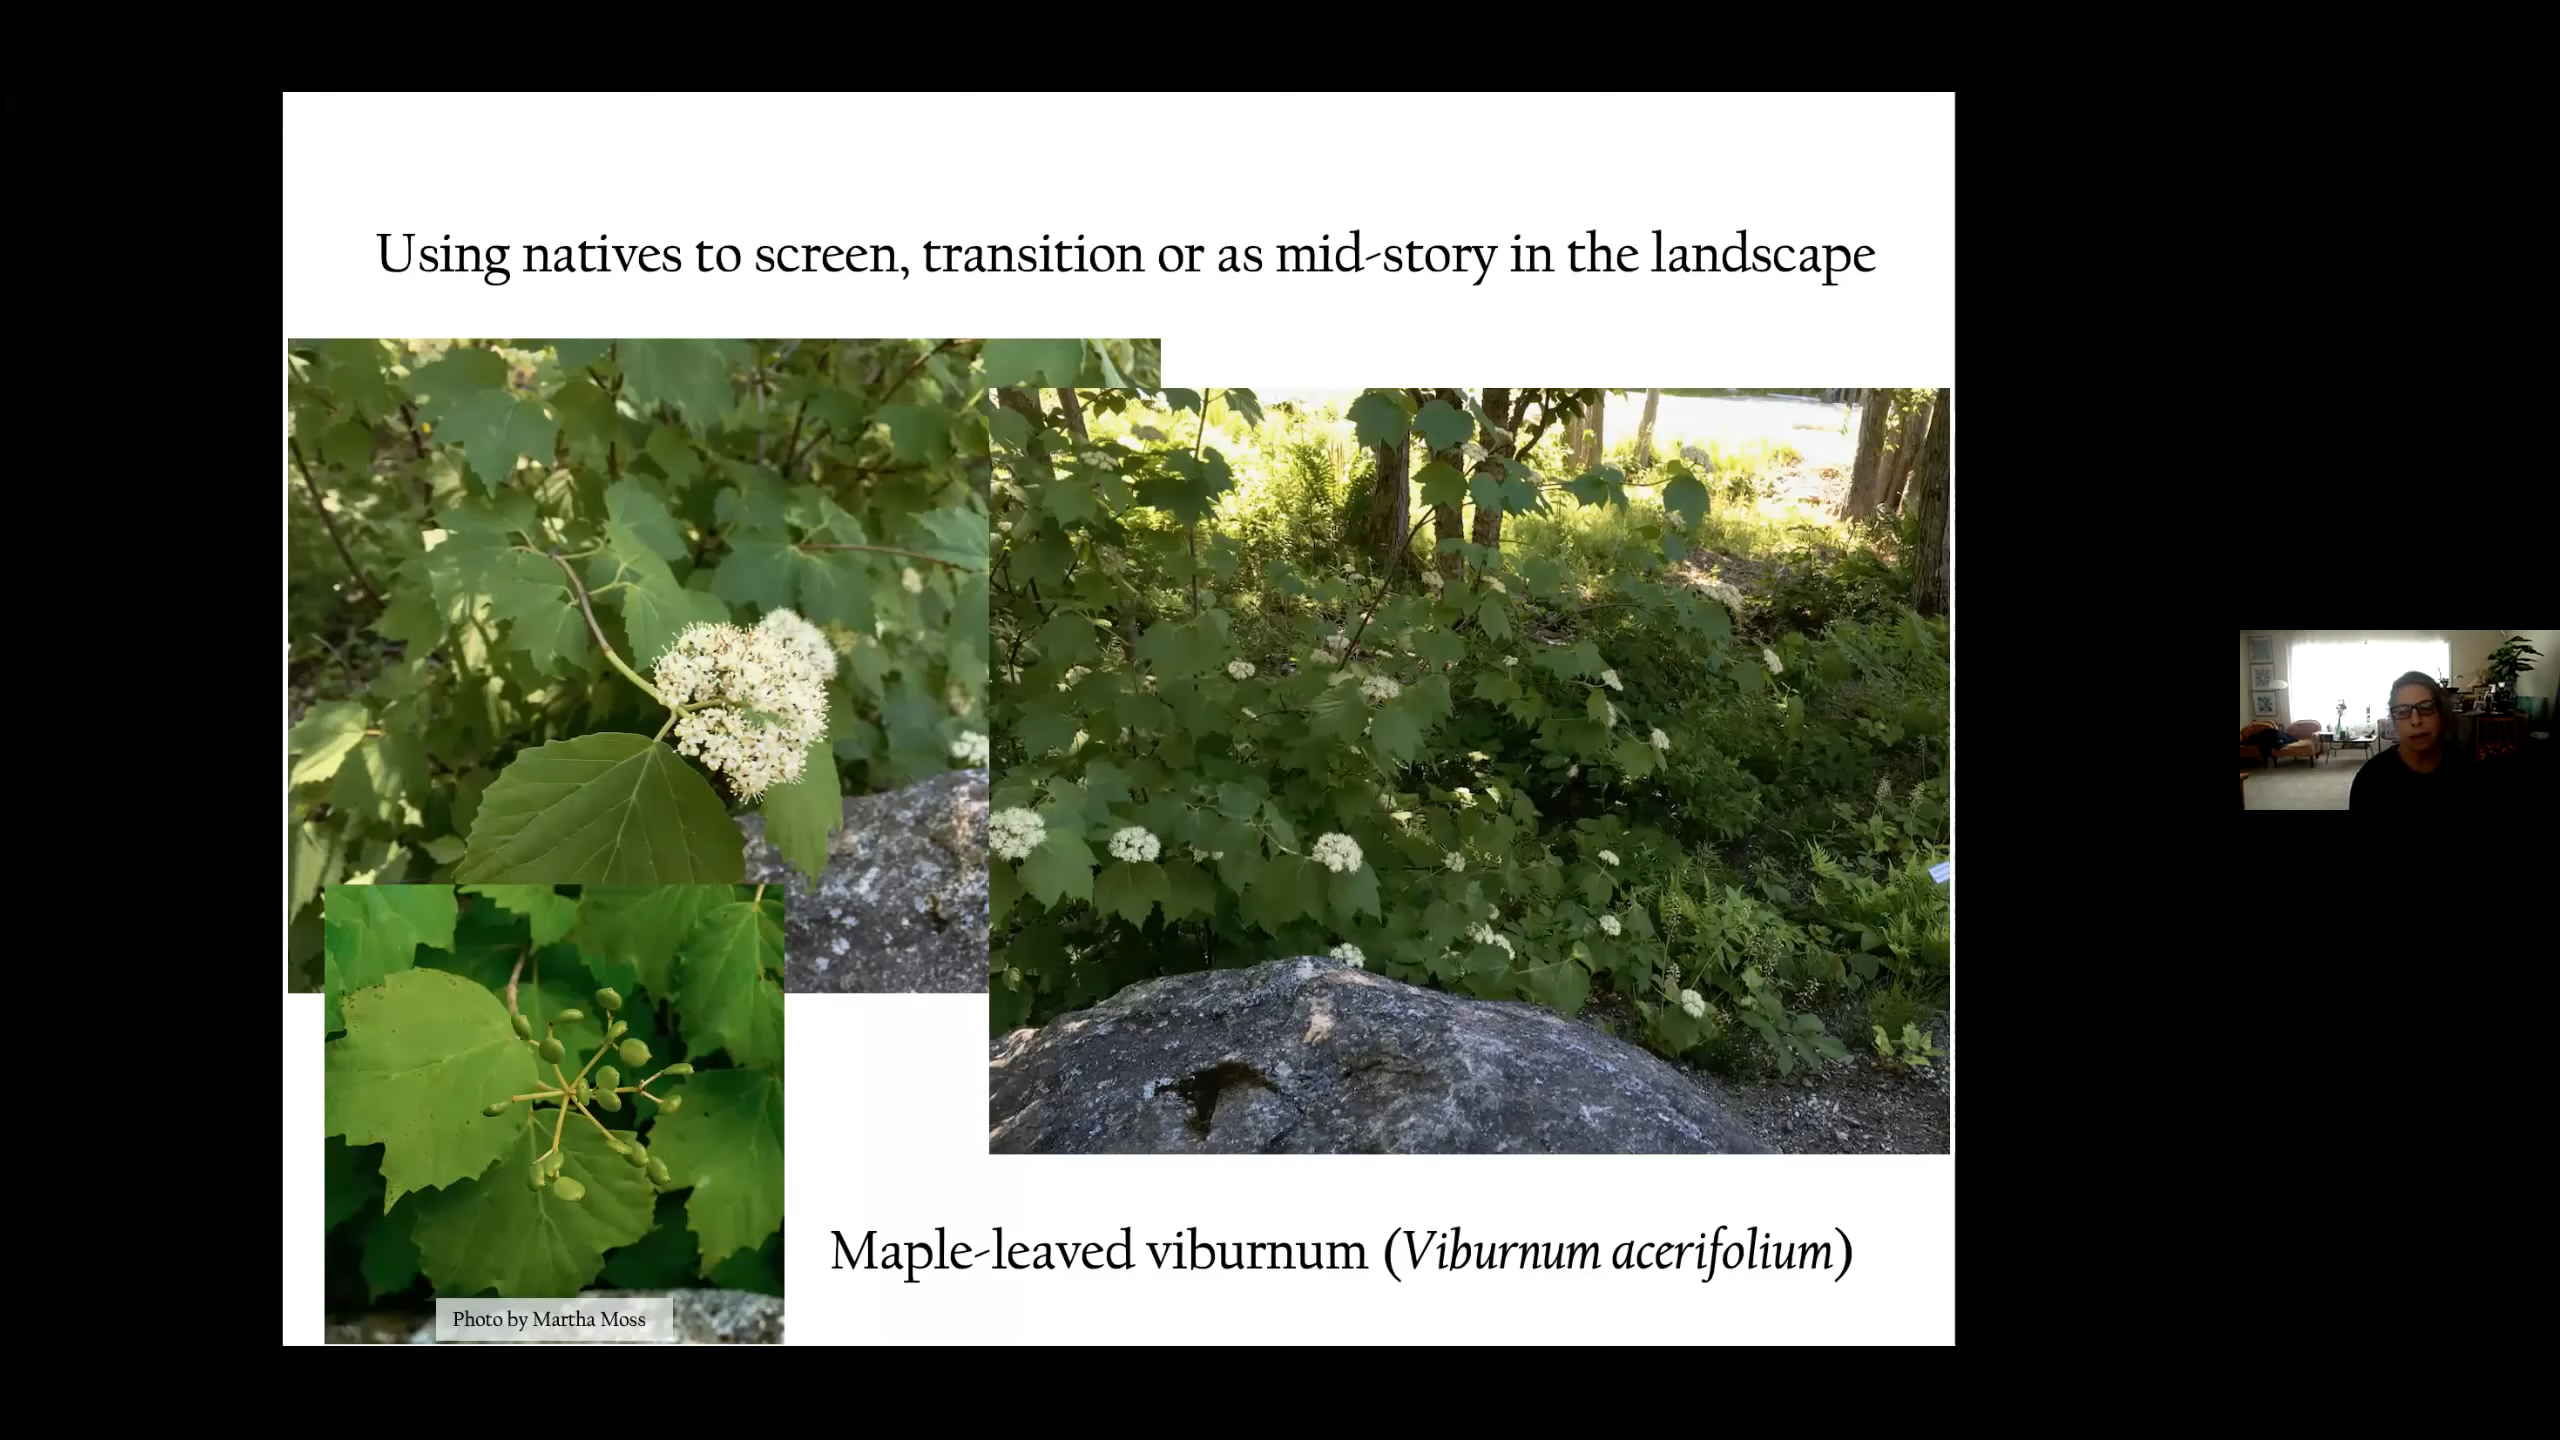 Using natives to screen, transition or as mid-story in the landscape
Photo by Martha Moss
Maple-leaved viburnum (Viburnum acerifolium)